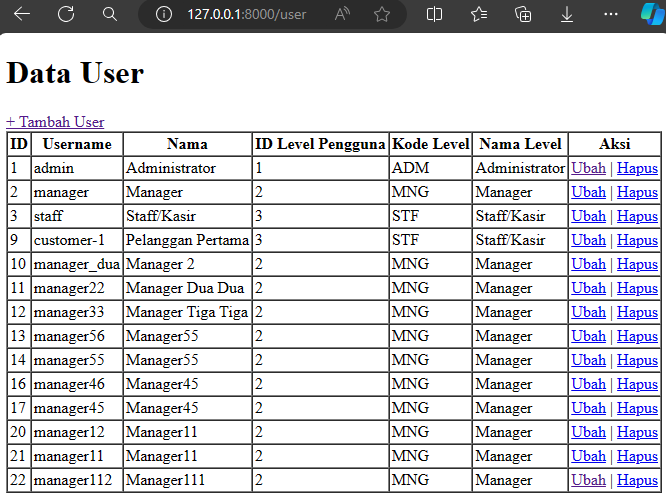 127.0.0.1:8000/user
Data User
+ Tambah User
ID Username Nama ID Level Pengguna Kode Level Nama Level Aksi
1 admin Administrator 1 ADM Administrator Ubah | Hapus
2 manager Manager 2 MNG Manager Ubah | Hapus
3 staff Staff/Kasir 3 STF Staff/Kasir Ubah | Hapus
9 customer-1 Pelanggan Pertama 3 STF Staff/Kasir Ubah | Hapus
10 manager_dua Manager 2 2 MNG Manager Ubah | Hapus
11 manager22 Manager Dua Dua 2 MNG Manager Ubah | Hapus
12 manager33 Manager Tiga Tiga 2 MNG Manager Ubah | Hapus
13 manager56 Manager55 2 MNG Manager Ubah | Hapus
14 manager55 Manager55 2 MNG Manager Ubah | Hapus
16 manager46 Manager45 2 MNG Manager Ubah | Hapus
17 manager45 Manager45 2 MNG Manager Ubah | Hapus
20 manager12 Manager11 2 MNG Manager Ubah | Hapus
21 manager11 Manager11 2 MNG Manager Ubah | Hapus
22 manager112 Manager111 2 MNG Manager Ubah | Hapus